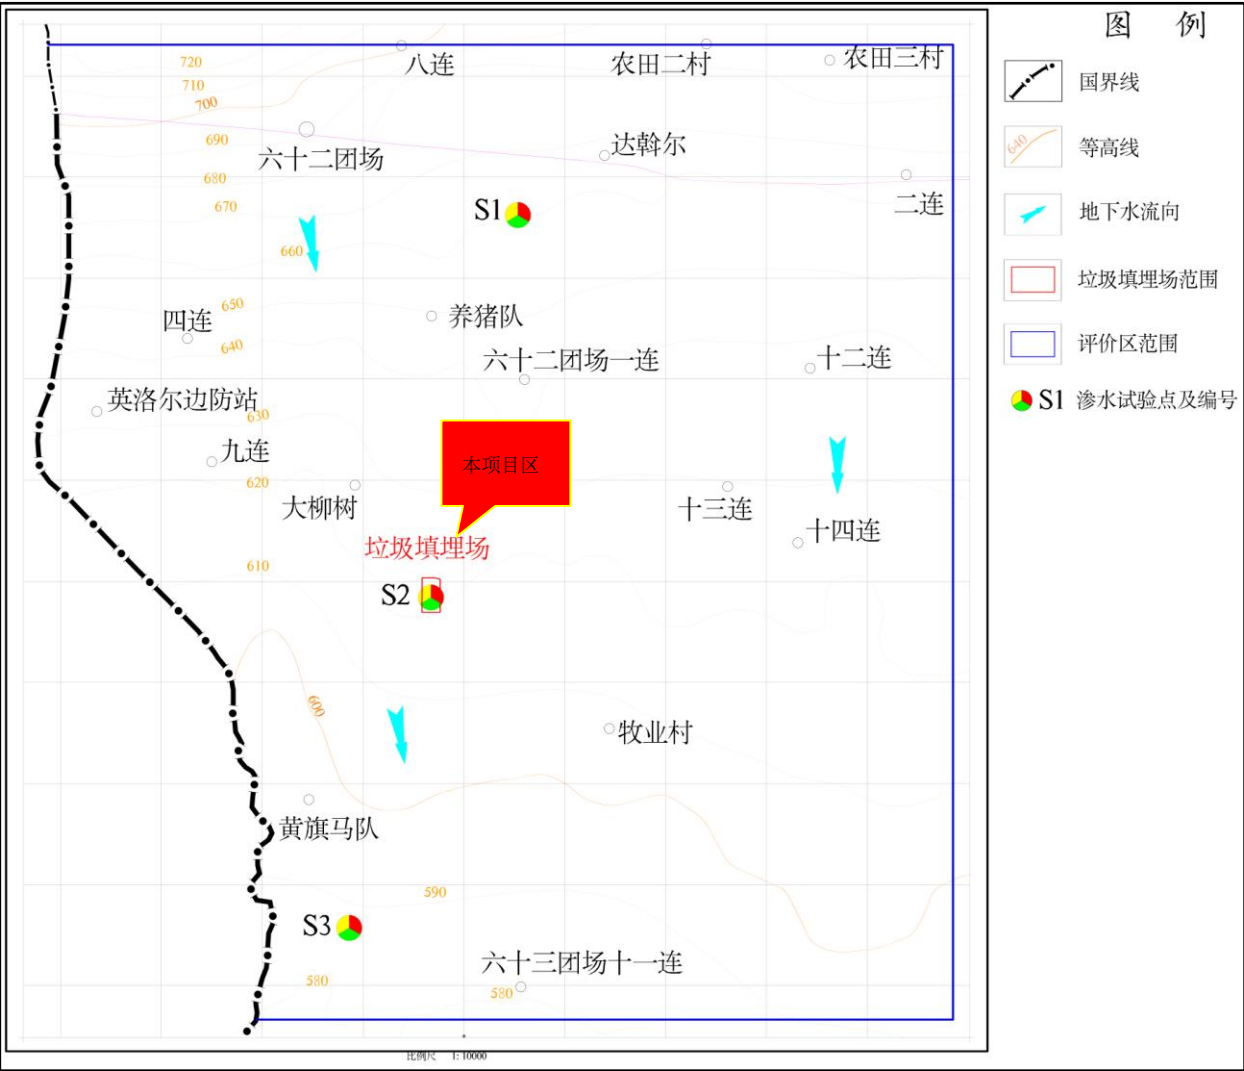 图 例
八连
农田二村
农田三村
720
710
700
国界线
690
六十二团场
达斡尔
640
等高线
680
二连
670
S1
地下水流向
660
垃圾填埋场范围
650
养猪队
四连
640
六十二团场一连
十二连
评价区范围
英洛尔边防站
630
S1 渗水试验点及编号
九连
本项目区
620
大柳树
十三连
十四连
垃圾填埋场
610
S2
600
牧业村
黄旗马队
590
S3
六十三团场十一连
580
580
比例尺 1:10000